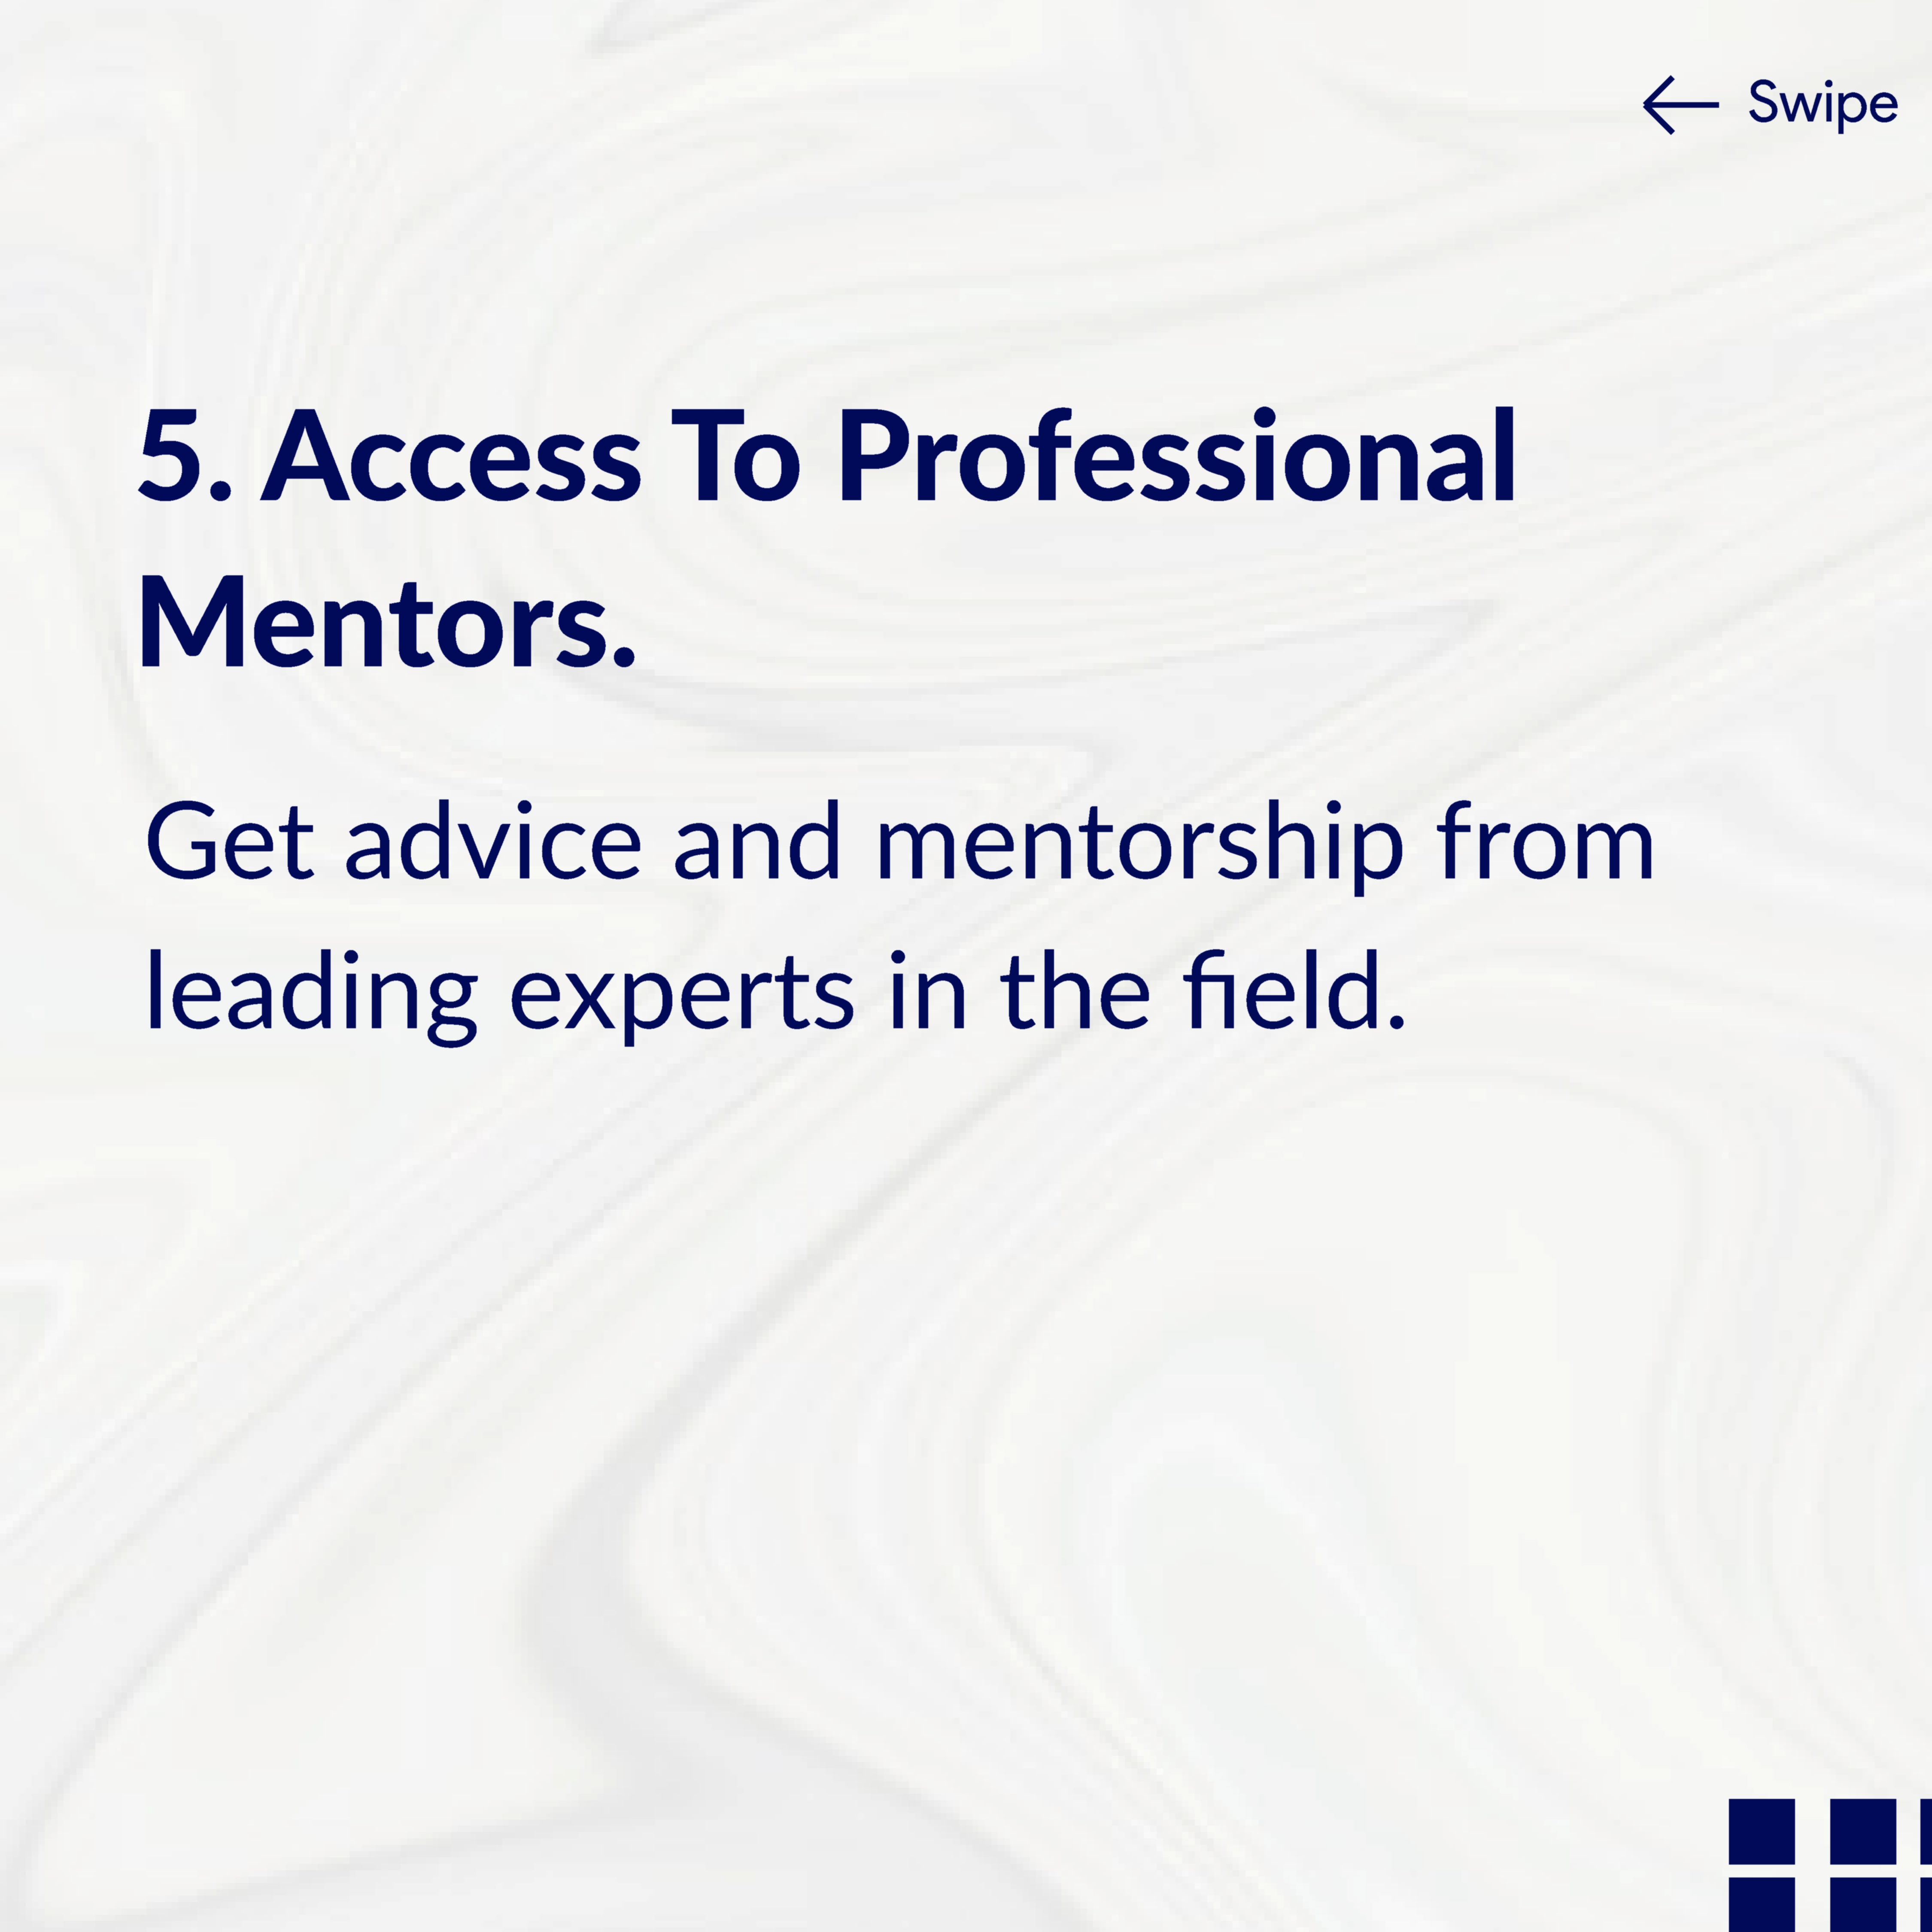 Swipe
5. Access To Professional
Mentors.
Get advice and mentorship from
leading experts in the field.